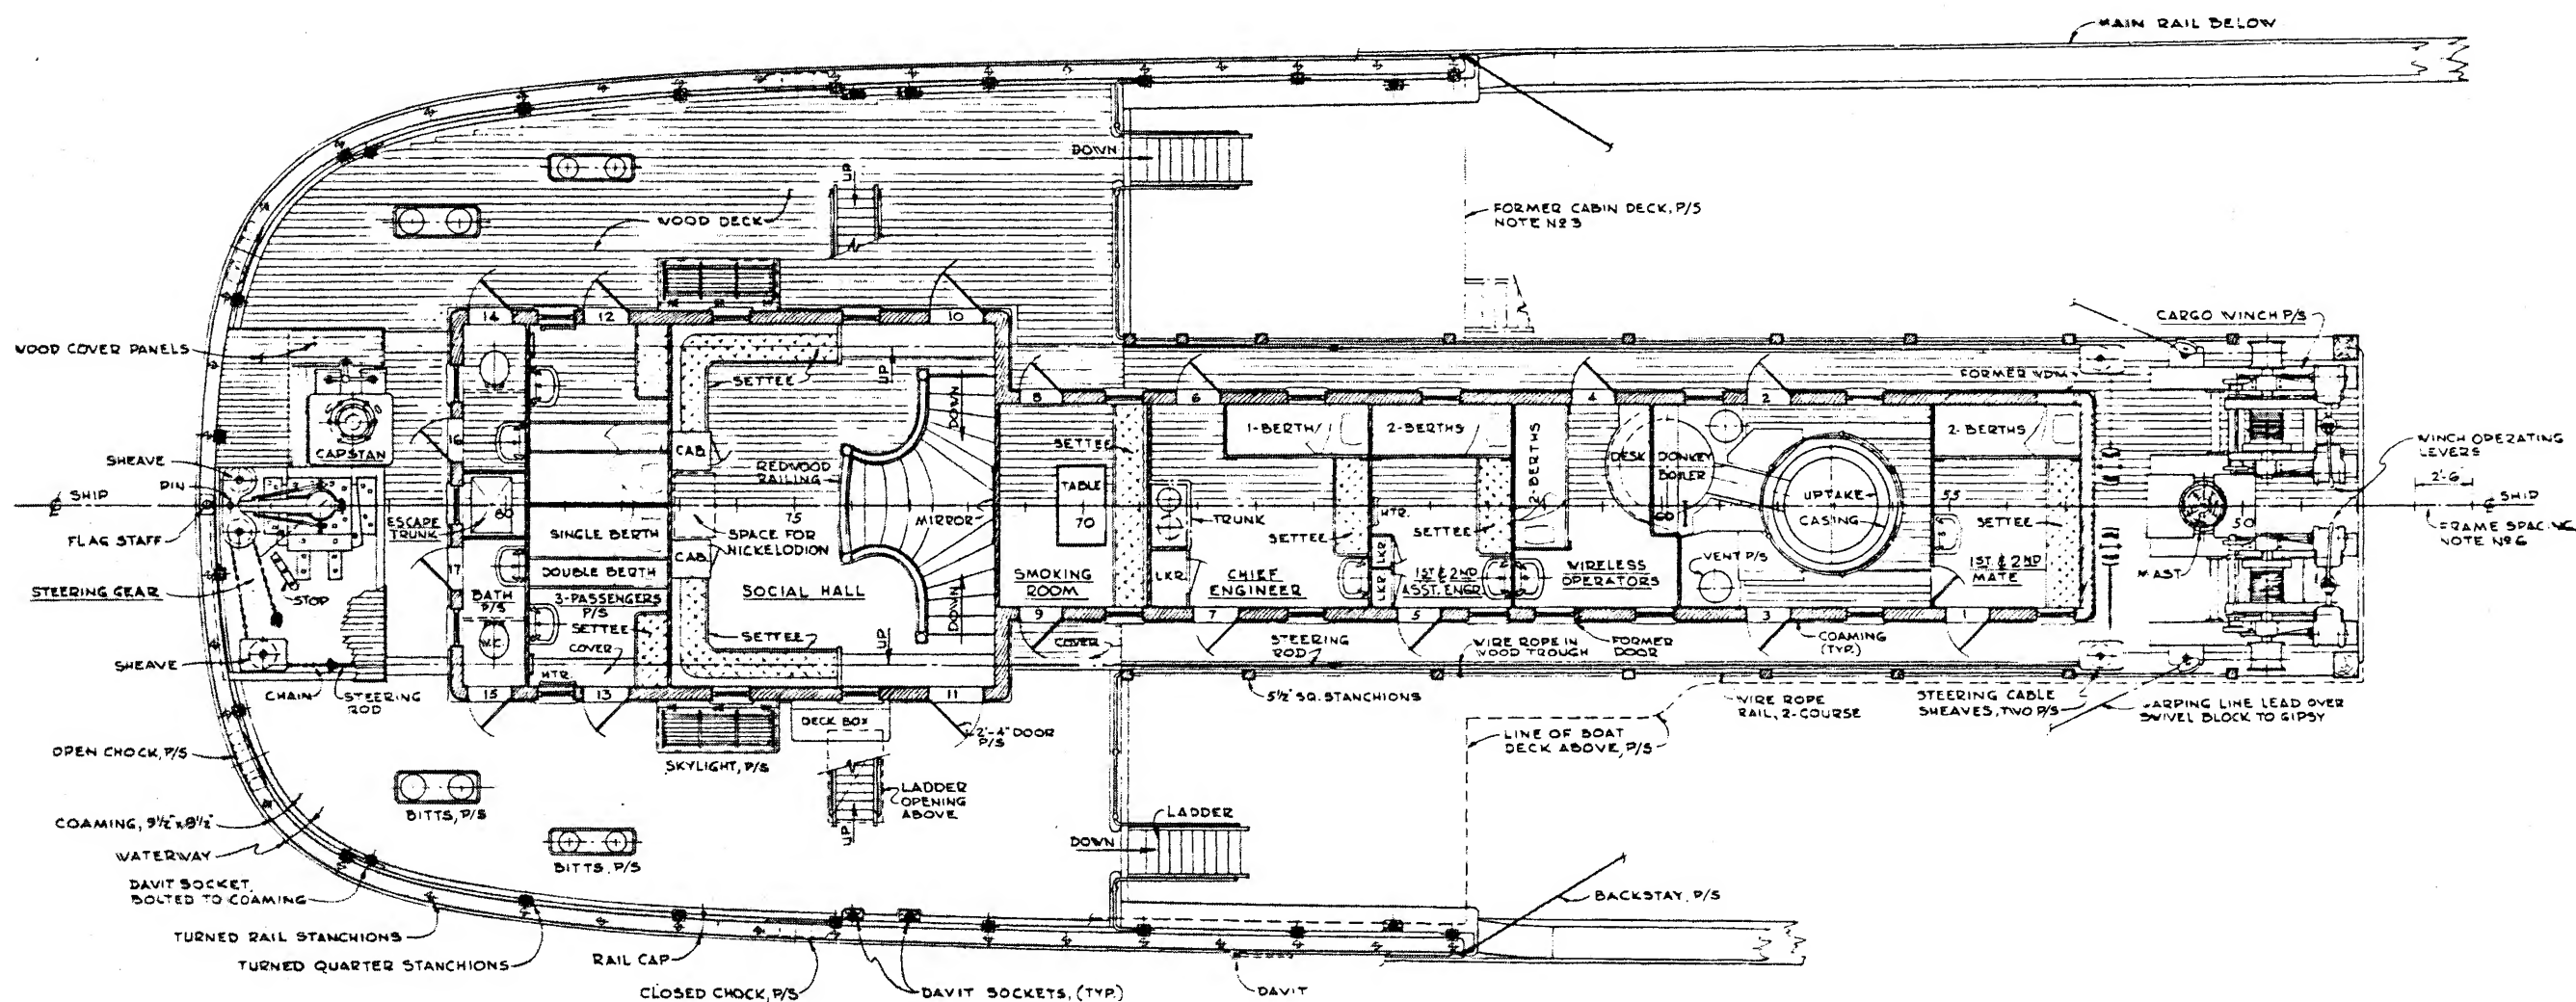 MAIN RAIL BELOW
DOWN
UP
WOOD DECK
FORMER CABIN DECK, P/S
NOTE Nº 3
14
12
10
CARGO WINCH P/S
WOOD COVER PANELS
SETTEE
UP
DOWN
8
6
4
2
FORMER WDM
16
CAPSTAN
CAB.
REDWOOD
RAILING
SETTEE
1-BERTH
2-BERTHS
2-BERTHS
DESK
DONKEY
BOILER
2-BERTHS
WINCH OPERATING
LEVERS
SHEAVE
PIN
SHIP
TABLE
UPTAKE
CASING
55
2'-6"
SHIP
FLAG STAFF
ESCAPE
TRUNK
80
SINGLE BERTH
75
SPACE FOR
NICKELODION
MIRROR
70
TRUNK
HTR.
SETTEE
SETTEE
SETTEE
50
FRAME SPACING
NOTE Nº 6
17
DOUBLE BERTH
CAB.
VENT P/S
MAST
STEERING GEAR
STOP
BATH
P/S
3-PASSENGERS
P/S
SOCIAL HALL
DOWN
SMOKING
ROOM
LKR.
CHIEF
ENGINEER
LKR
LKR
1ST & 2ND
ASST. ENGR.
WIRELESS
OPERATORS
1ST & 2ND
MATE
SHEAVE
W.C.
SETTEE
COVER
HTR.
SETTEE
UP
9
7
5
3
1
COVER
STEERING
ROD
WIRE ROPE IN
WOOD TROUGH
FORMER
DOOR
COAMING
(TYP.)
CHAIN
STEERING
ROD
15
13
11
DECK BOX
2'-4" DOOR
P/S
5½" SQ. STANCHIONS
WIRE ROPE
RAIL, 2-COURSE
STEERING CABLE
SHEAVES, TWO P/S
WARPING LINE LEAD OVER
SWIVEL BLOCK TO GIPSY
OPEN CHOCK, P/S
SKYLIGHT, P/S
LINE OF BOAT
DECK ABOVE, P/S
LADDER
OPENING
ABOVE
UP
BITTS, P/S
COAMING, 9½" x 8½"
WATERWAY
BITTS, P/S
LADDER
DOWN
DAVIT SOCKET,
BOLTED TO COAMING
BACKSTAY, P/S
TURNED RAIL STANCHIONS
TURNED QUARTER STANCHIONS
RAIL CAP
CLOSED CHOCK, P/S
DAVIT SOCKETS, (TYP.)
DAVIT